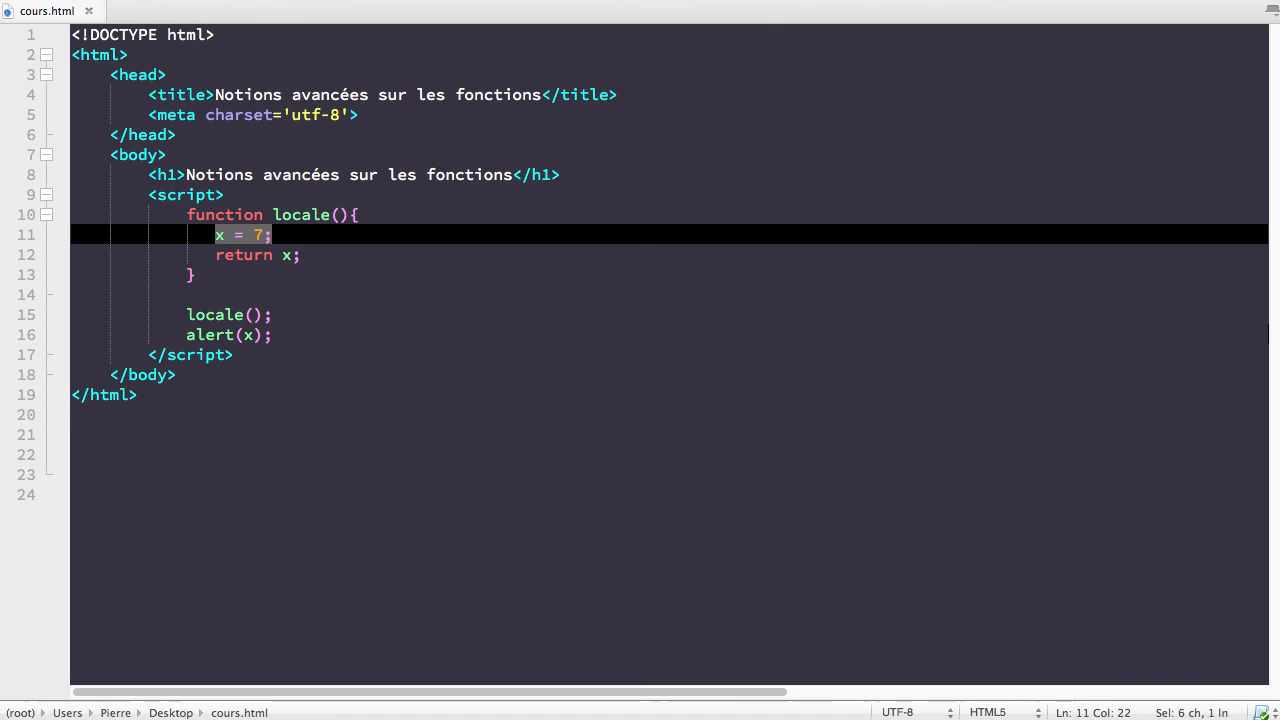 cours.html
1 <!DOCTYPE html>
2 <html>
3 <head>
4 <title>Notions avancées sur les fonctions</title>
5 <meta charset='utf-8'>
6 </head>
7 <body>
8 <h1>Notions avancées sur les fonctions</h1>
9 <script>
10 function locale(){
11 x = 7;
12 return x;
13 }
14
15 locale();
16 alert(x);
17 </script>
18 </body>
19 </html>
20
21
22
23
24
(root) Users Pierre Desktop cours.html UTF-8 HTML5 Ln: 11 Col: 22 Sel: 6 ch, 1 ln